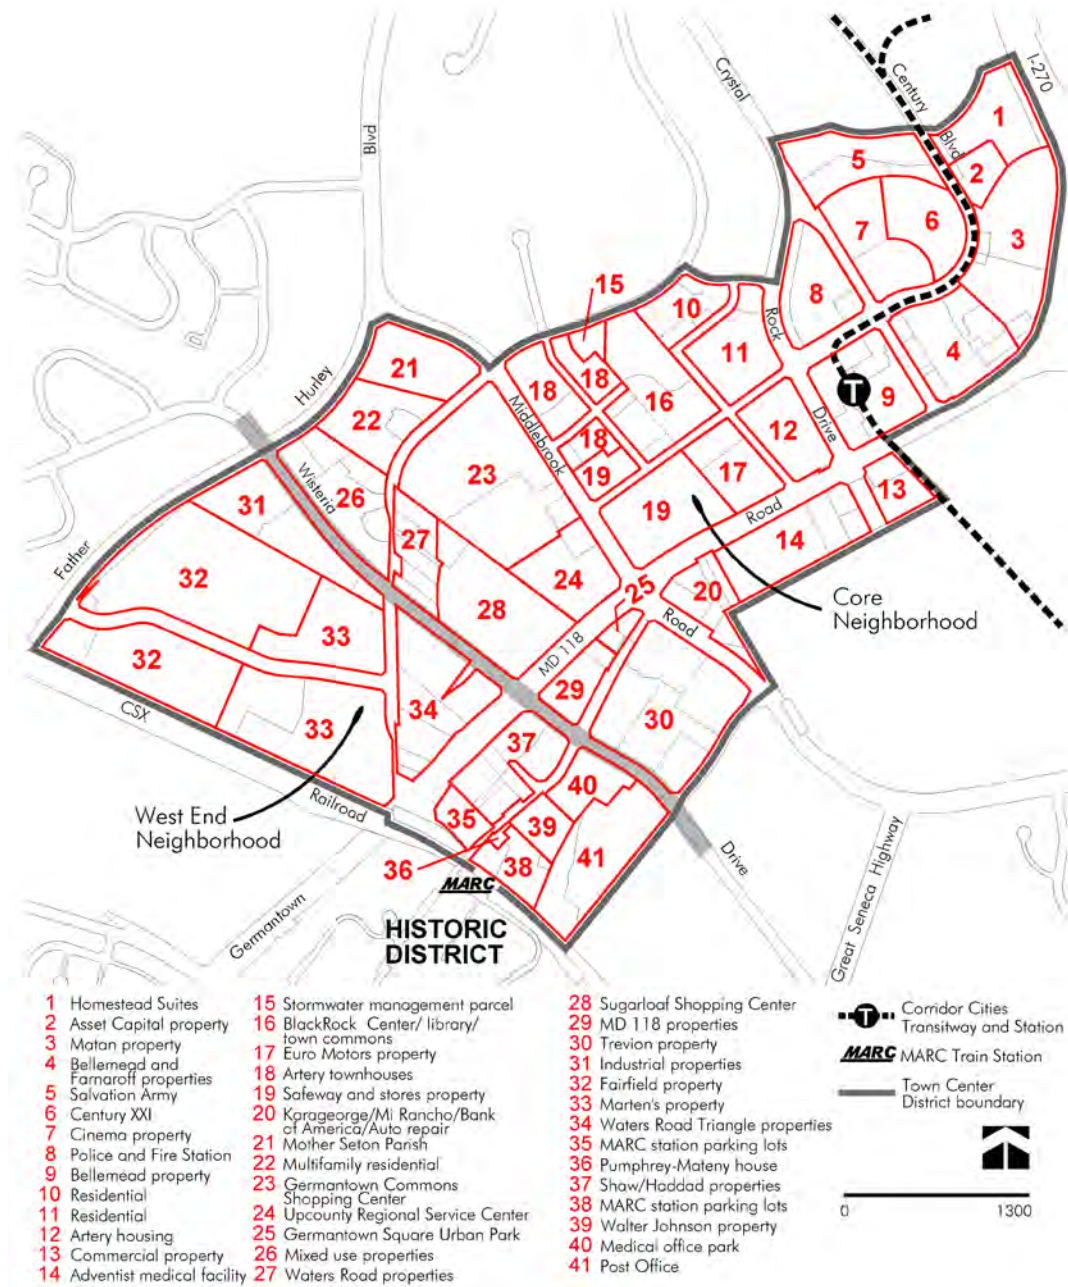 I-270
Century
Blvd
Crystal
Blvd
1
5
2
6
7
3
15
8
10
Rock
11
4
T
9
21
18
18
16
Hurley
Middlebrook
12
Drive
22
18
17
23
19
Wisteria
26
31
19
13
Road
27
14
Father
24
32
25
20
28
Core
Neighborhood
Road
33
MD 118
32
29
34
30
CSX
33
37
40
West End
Neighborhood
Railroad
35
39
36
41
38
Drive
MARC
Great Seneca Highway
Germantown
HISTORIC
DISTRICT
1 Homestead Suites
2 Asset Capital property
3 Matan property
4 Bellemead and
Farnaroff properties
5 Salvation Army
6 Century XXI
7 Cinema property
8 Police and Fire Station
9 Bellemead property
10 Residential
11 Residential
12 Artery housing
13 Commercial property
14 Adventist medical facility
15 Stormwater management parcel
16 BlackRock Center/ library/
town commons
17 Euro Motors property
18 Artery townhouses
19 Safeway and stores property
20 Karageorge/Mi Rancho/Bank
of America/Auto repair
21 Mother Seton Parish
22 Multifamily residential
23 Germantown Commons
Shopping Center
24 Upcounty Regional Service Center
25 Germantown Square Urban Park
26 Mixed use properties
27 Waters Road properties
28 Sugarloaf Shopping Center
29 MD 118 properties
30 Trevion property
31 Industrial properties
32 Fairfield property
33 Marten's property
34 Waters Road Triangle properties
35 MARC station parking lots
36 Pumphrey-Mateny house
37 Shaw/Haddad properties
38 MARC station parking lots
39 Walter Johnson property
40 Medical office park
41 Post Office
T Corridor Cities
Transitway and Station
MARC MARC Train Station
Town Center
District boundary
0 1300